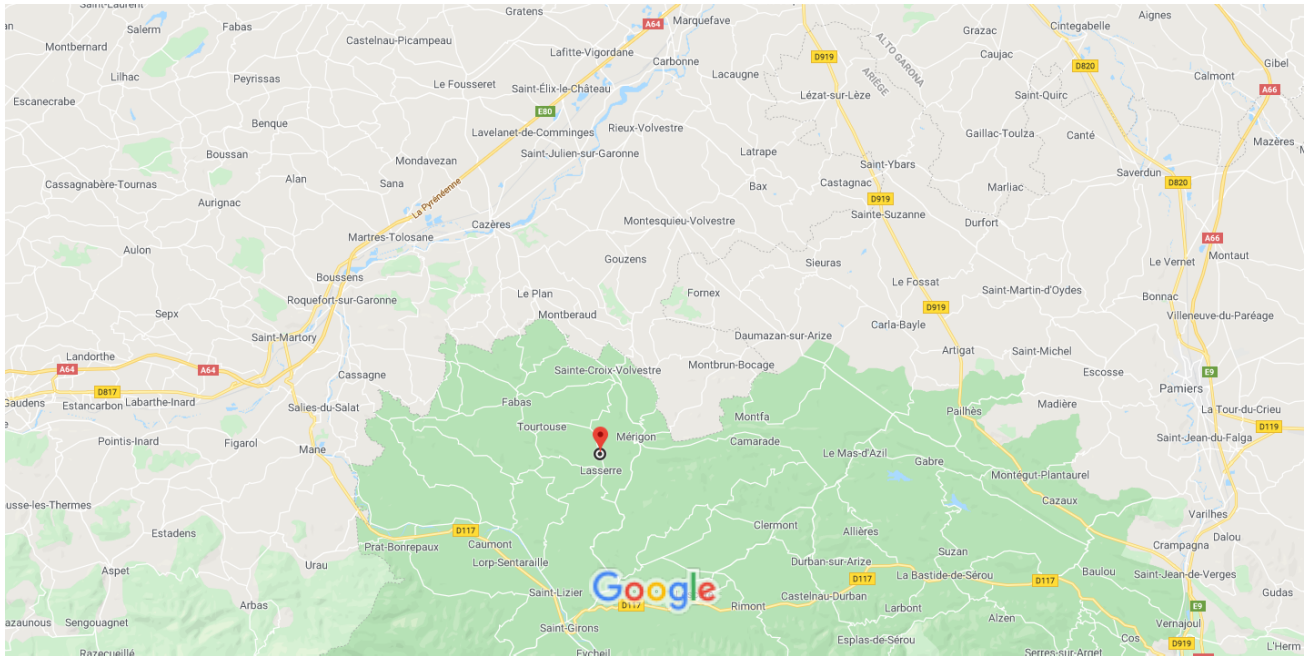 Saint-Laurent
Salerm
Fabas
Gratens
Marquefave
A64
Aignes
Cintegabelle
Grazac
Montbernard
Castelnau-Picampeau
Lafitte-Vigordane
Carbonne
D919
ALTO GARONA
ARIÈGE
Caujac
D820
Gibel
Lilhac
Peyrissas
Le Fousseret
Saint-Élix-le-Château
Lacaugne
Calmont
Lézat-sur-Lèze
Saint-Quirc
A66
Escanecrabe
E80
Benque
Lavelanet-de-Comminges
Rieux-Volvestre
Gaillac-Toulza
Canté
Mazères
Boussan
Mondavezan
Saint-Julien-sur-Garonne
Latrape
Saint-Ybars
Saverdun
D820
Cassagnabère-Tournas
Alan
Sana
La Pyrénéenne
Bax
Castagnac
D919
Marliac
Aurignac
Cazères
Montesquieu-Volvestre
Sainte-Suzanne
Durfort
Martres-Tolosane
A66
Aulon
Gouzens
Sieuras
Le Vernet
Montaut
Boussens
Le Fossat
Roquefort-sur-Garonne
Le Plan
Fornex
Saint-Martin-d'Oydes
Bonnac
D919
Sepx
Montberaud
Carla-Bayle
Villeneuve-du-Paréage
Saint-Martory
Daumazan-sur-Arize
Artigat
Saint-Michel
Landorthe
A64
A64
Cassagne
Sainte-Croix-Volvestre
Montbrun-Bocage
Escosse
E9
D817
Pamiers
Gaudens
Estancarbon
Labarthe-Inard
Salies-du-Salat
Fabas
Montfa
Pailhès
Madière
La Tour-du-Crieu
Tourtouse
Mérigon
Camarade
D119
Pointis-Inard
Figarol
Mane
Saint-Jean-du-Falga
Le Mas-d'Azil
Gabre
Lasserre
Montégut-Plantaurel
Cazaux
usse-les-Thermes
Varilhes
Estadens
D117
Clermont
Allières
Dalou
Prat-Bonrepaux
Caumont
Crampagna
Urau
Lorp-Sentaraille
Durban-sur-Arize
Suzan
Aspet
D117
La Bastide-de-Sérou
D117
Baulou
Saint-Jean-de-Verges
Google
Saint-Lizier
Castelnau-Durban
Gudas
Arbas
D117
Rimont
Larbont
E9
azaunous
Sengouagnet
Saint-Girons
Alzen
Vernajoul
Esplas-de-Sérou
Cos
D919
L'Herm
Razecueillé
Eycheil
Serres-sur-Arget